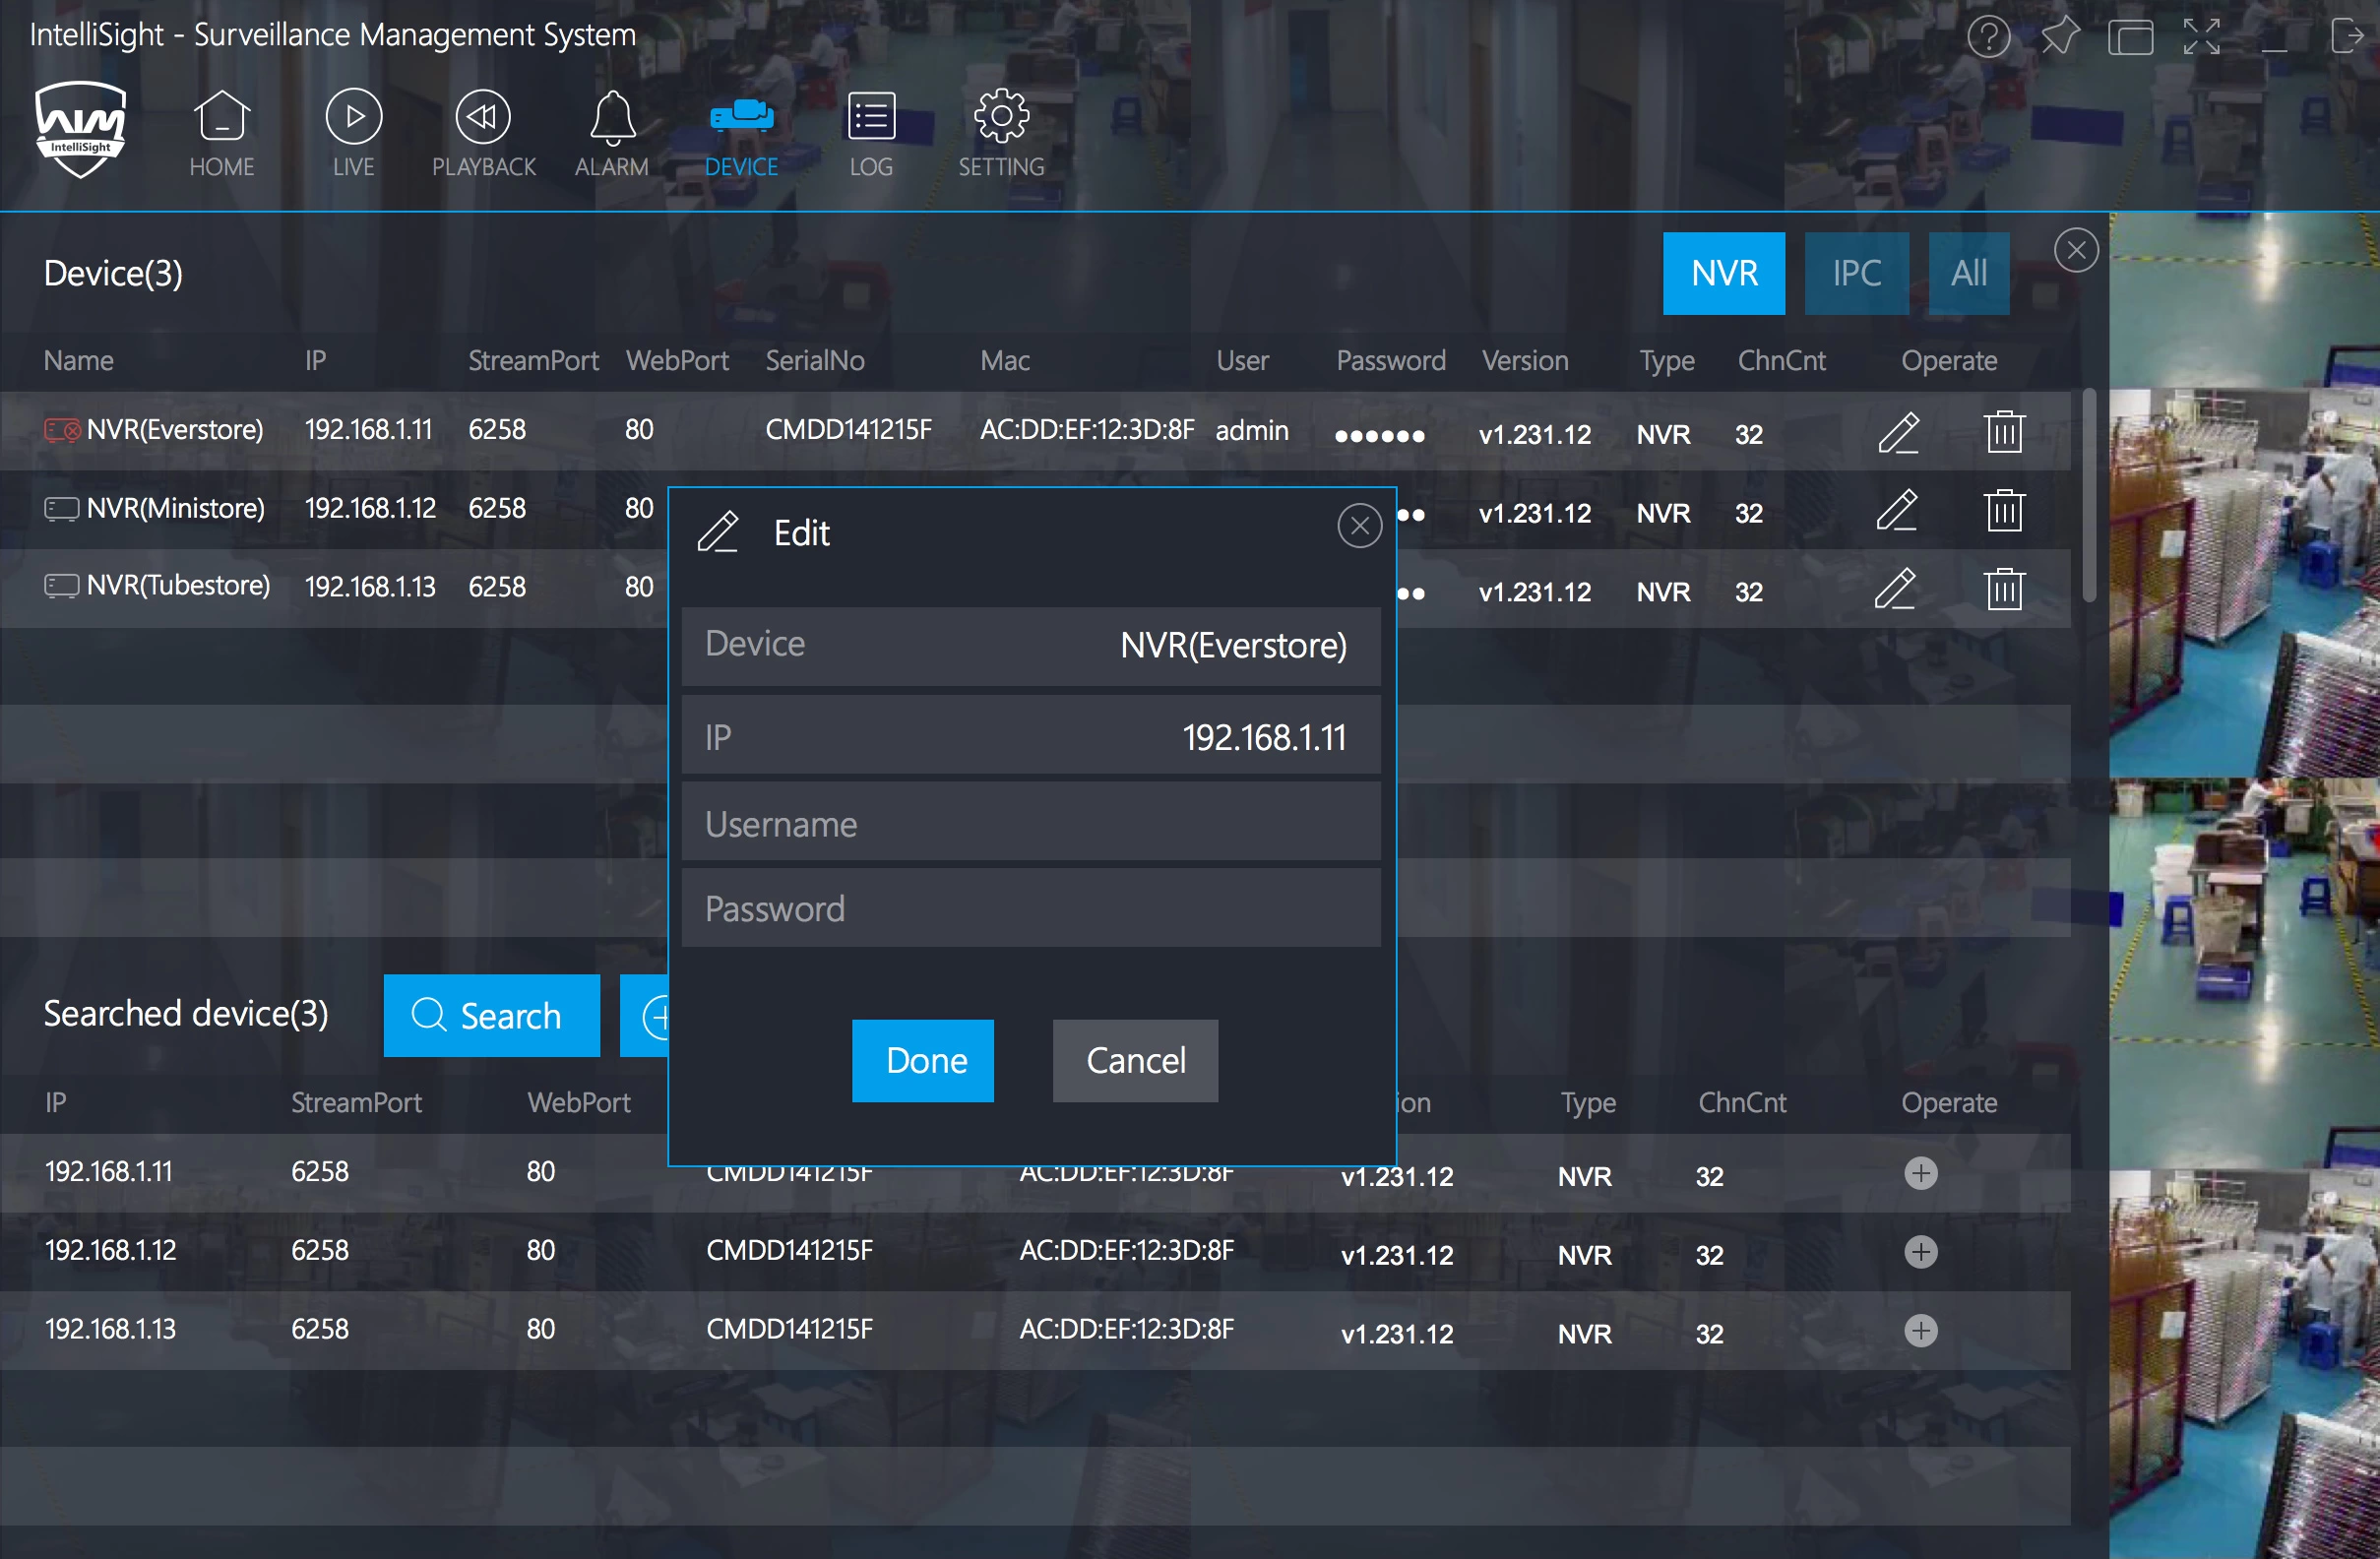 IntelliSight - Surveillance Management System
AIM
IntelliSight
HOME LIVE PLAYBACK ALARM DEVICE LOG SETTING
Device(3) NVR IPC All
Name IP StreamPort WebPort SerialNo Mac User Password Version Type ChnCnt Operate
NVR(Everstore) 192.168.1.11 6258 80 CMDD141215F AC:DD:EF:12:3D:8F admin ●●●●●● v1.231.12 NVR 32
NVR(Ministore) 192.168.1.12 6258 80 ●● v1.231.12 NVR 32
NVR(Tubestore) 192.168.1.13 6258 80 ●● v1.231.12 NVR 32
Edit
Device NVR(Everstore)
IP 192.168.1.11
Username
Password
Done Cancel
Searched device(3) Search
IP StreamPort WebPort ion Type ChnCnt Operate
192.168.1.11 6258 80 CMDD141215F AC:DD:EF:12:3D:8F v1.231.12 NVR 32
192.168.1.12 6258 80 CMDD141215F AC:DD:EF:12:3D:8F v1.231.12 NVR 32
192.168.1.13 6258 80 CMDD141215F AC:DD:EF:12:3D:8F v1.231.12 NVR 32